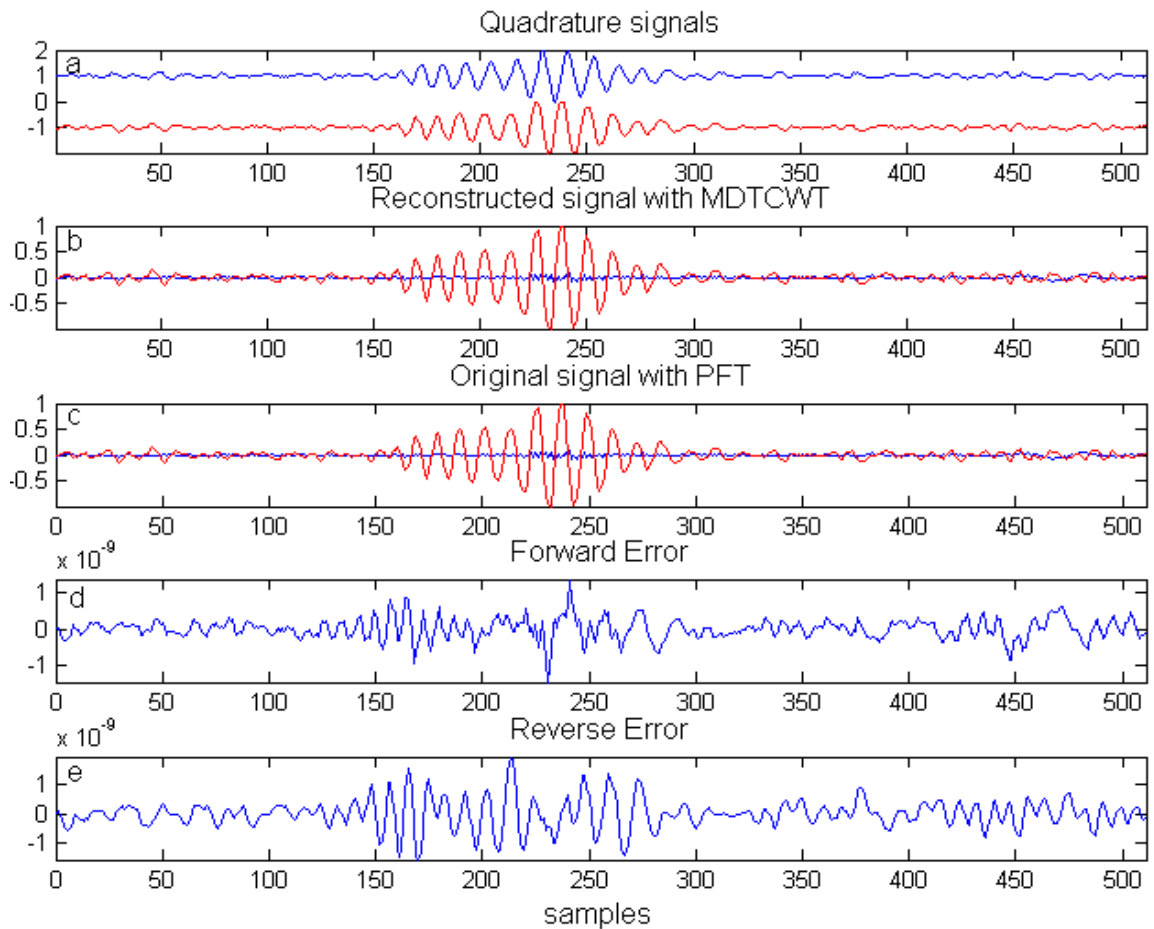 Quadrature signals
a
2
1
0
-1
50 100 150 200 250 300 350 400 450 500
Reconstructed signal with MDTCWT
b
1
0.5
0
-0.5
50 100 150 200 250 300 350 400 450 500
Original signal with PFT
c
1
0.5
0
-0.5
0 50 100 150 200 250 300 350 400 450 500
x 10^-9
Forward Error
d
1
0
-1
0 50 100 150 200 250 300 350 400 450 500
x 10^-9
Reverse Error
e
1
0
-1
0 50 100 150 200 250 300 350 400 450 500
samples